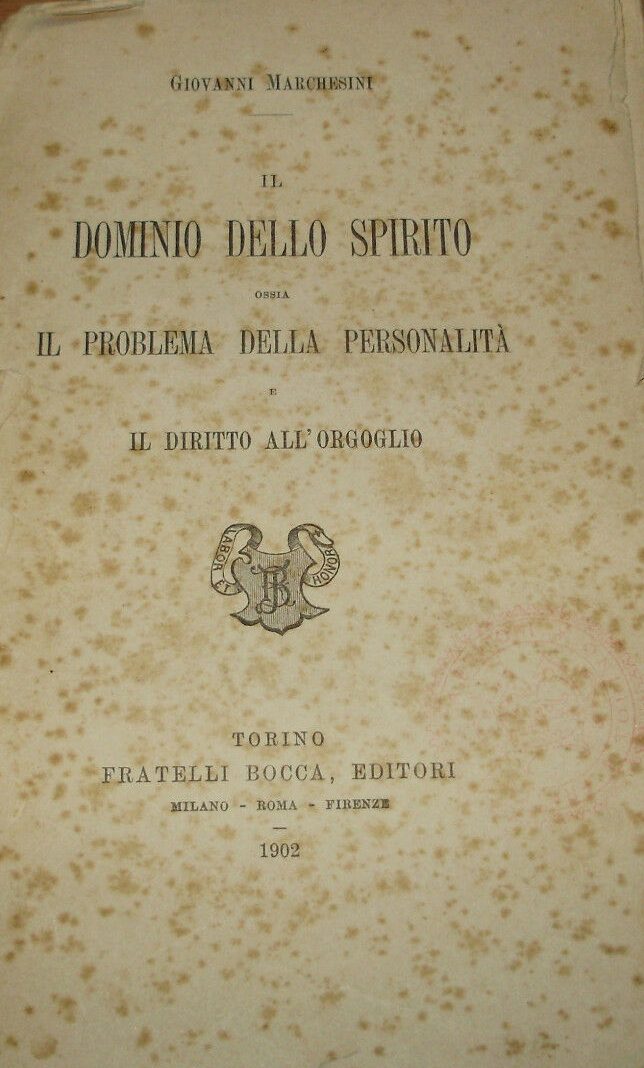 GIOVANNI MARCHESINI
IL
DOMINIO DELLO SPIRITO
OSSIA
IL PROBLEMA DELLA PERSONALITÀ
E
IL DIRITTO ALL'ORGOGLIO
LABOR ET HONOR
FB
TORINO
FRATELLI BOCCA, EDITORI
MILANO - ROMA - FIRENZE
1902